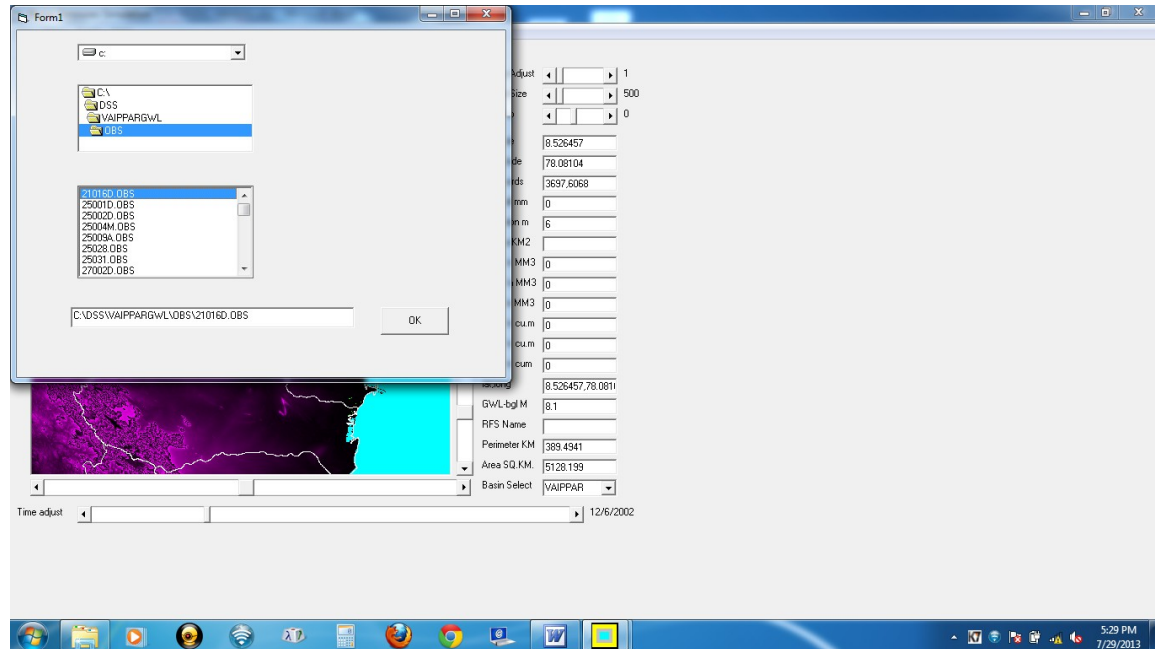 Form1
c:
C:\
DSS
VAIPPARGWL
OBS
21016D.OBS
25001D.OBS
25002D.OBS
25004M.OBS
25009A.OBS
25028.OBS
25031.OBS
27002D.OBS
C:\DSS\VAIPPARGWL\OBS\21016D.OBS
OK
Adjust 1
Size 500
0
8.526457
78.08104
3697,6068
mm 0
m 6
KM2
MM3 0
MM3 0
MM3 0
cu.m 0
cu.m 0
cum 0
8.526457,78.081
GWL-bgl M 8.1
RFS Name
Perimeter KM 389.4941
Area SQ.KM. 5128.199
Basin Select VAIPPAR
Time adjust 12/6/2002
5:29 PM
7/29/2013